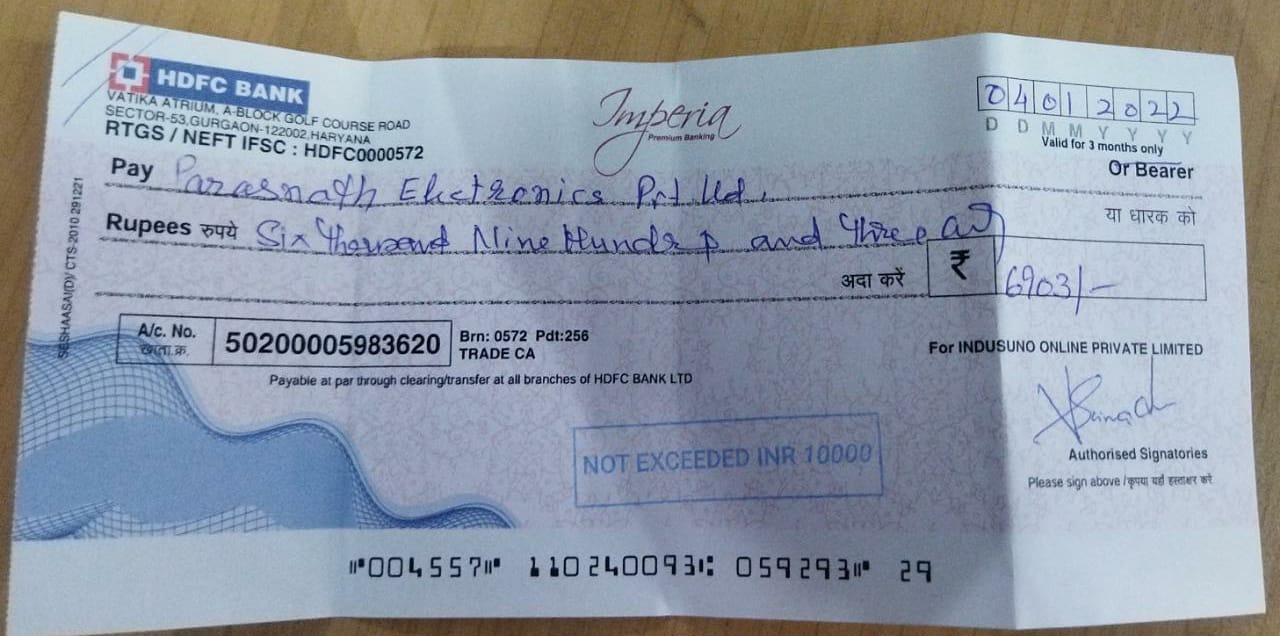 HDFC BANK
VATIKA ATRIUM, A-BLOCK GOLF COURSE ROAD
SECTOR-53,GURGAON-122002,HARYANA
RTGS / NEFT IFSC : HDFC0000572
Imperia
Premium Banking
04012022
D D M M Y Y Y Y
Valid for 3 months only
Pay Parasnath Elictronics Pvt Ltd. Or Bearer
या धारक को
Rupees रुपये Six Thousand Nine Hundred and Three
अदा करें ₹ 6903/-
SESHAASAI(D)/ CTS-2010 291221
A/c. No.
खाता.क्र.
50200005983620
Brn: 0572 Pdt:256
TRADE CA
Payable at par through clearing/transfer at all branches of HDFC BANK LTD
For INDUSUNO ONLINE PRIVATE LIMITED
NOT EXCEEDED INR 10000
Authorised Signatories
Please sign above /कृपया यहाँ हस्ताक्षर करे
⑈004557⑈ 110240093⑆ 059293⑈ 29